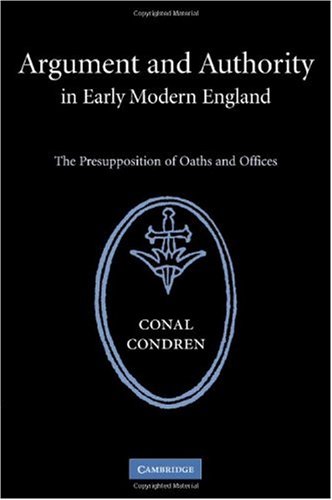 Argument and Authority
in Early Modern England
The Presupposition of Oaths and Offices
CONAL
CONDREN
CAMBRIDGE